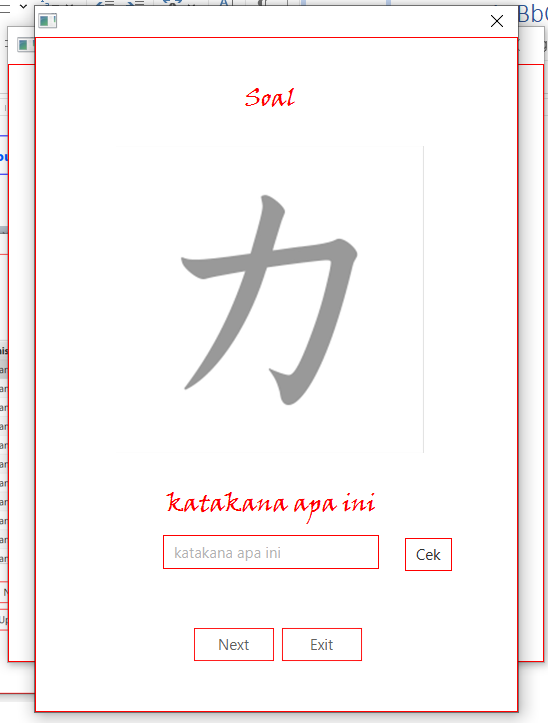 Soal
カ
katakana apa ini
katakana apa ini
Cek
Next
Exit